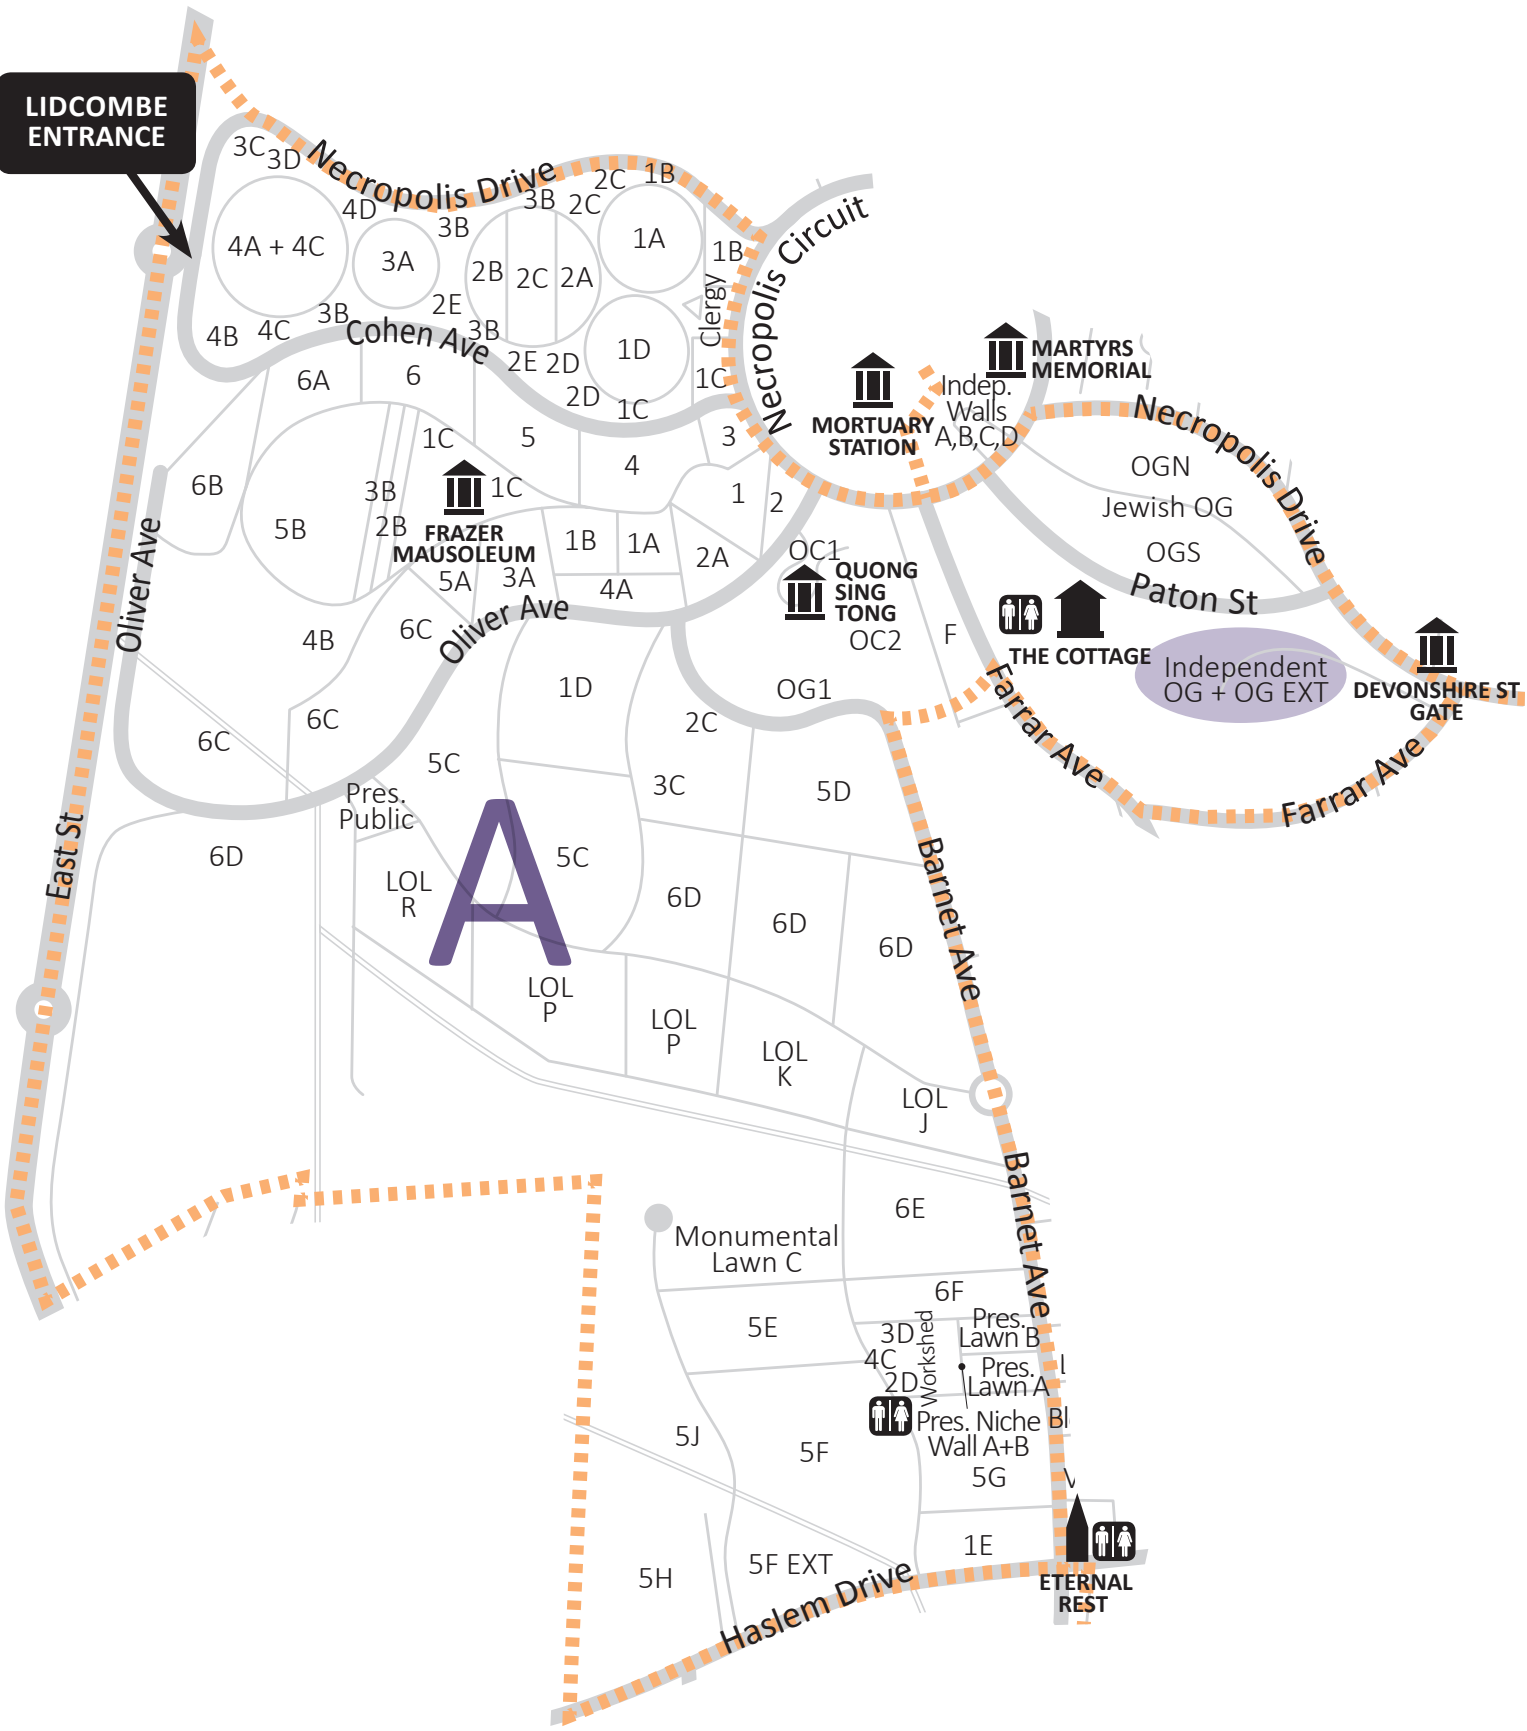 LIDCOMBE
ENTRANCE
3C
3D
Necropolis Drive
4D
3B
3B
2C
2C
1B
4A + 4C
3A
2B
2C
2A
1A
1B
Clergy
Necropolis Circuit
2E
3B
3B
4B
4C
Cohen Ave
2E
2D
1D
2D
1C
1C
MARTYRS
MEMORIAL
MORTUARY
STATION
Indep.
Walls
A,B,C,D
Necropolis Drive
6A
6
5
4
3
1C
1C
6B
5B
3B
2B
FRAZER
MAUSOLEUM
1
2
1B
1A
2A
5A
3A
4A
OC1
QUONG
SING
TONG
OC2
F
OGN
Jewish OG
OGS
Paton St
THE COTTAGE
Independent
OG + OG EXT
DEVONSHIRE ST
GATE
Oliver Ave
4B
6C
Oliver Ave
1D
OG1
2C
Farrar Ave
Farrar Ave
6C
6C
5C
3C
5D
Pres.
Public
East St
6D
A
5C
LOL
R
6D
6D
6D
Barnet Ave
LOL
P
LOL
P
LOL
K
LOL
J
6E
Barnet Ave
Monumental
Lawn C
6F
5E
3D
4C
2D
Workshed
Pres.
Lawn B
Pres.
Lawn A
Pres. Niche
Wall A+B
5J
5F
5G
1E
5H
5F EXT
Haslem Drive
ETERNAL
REST